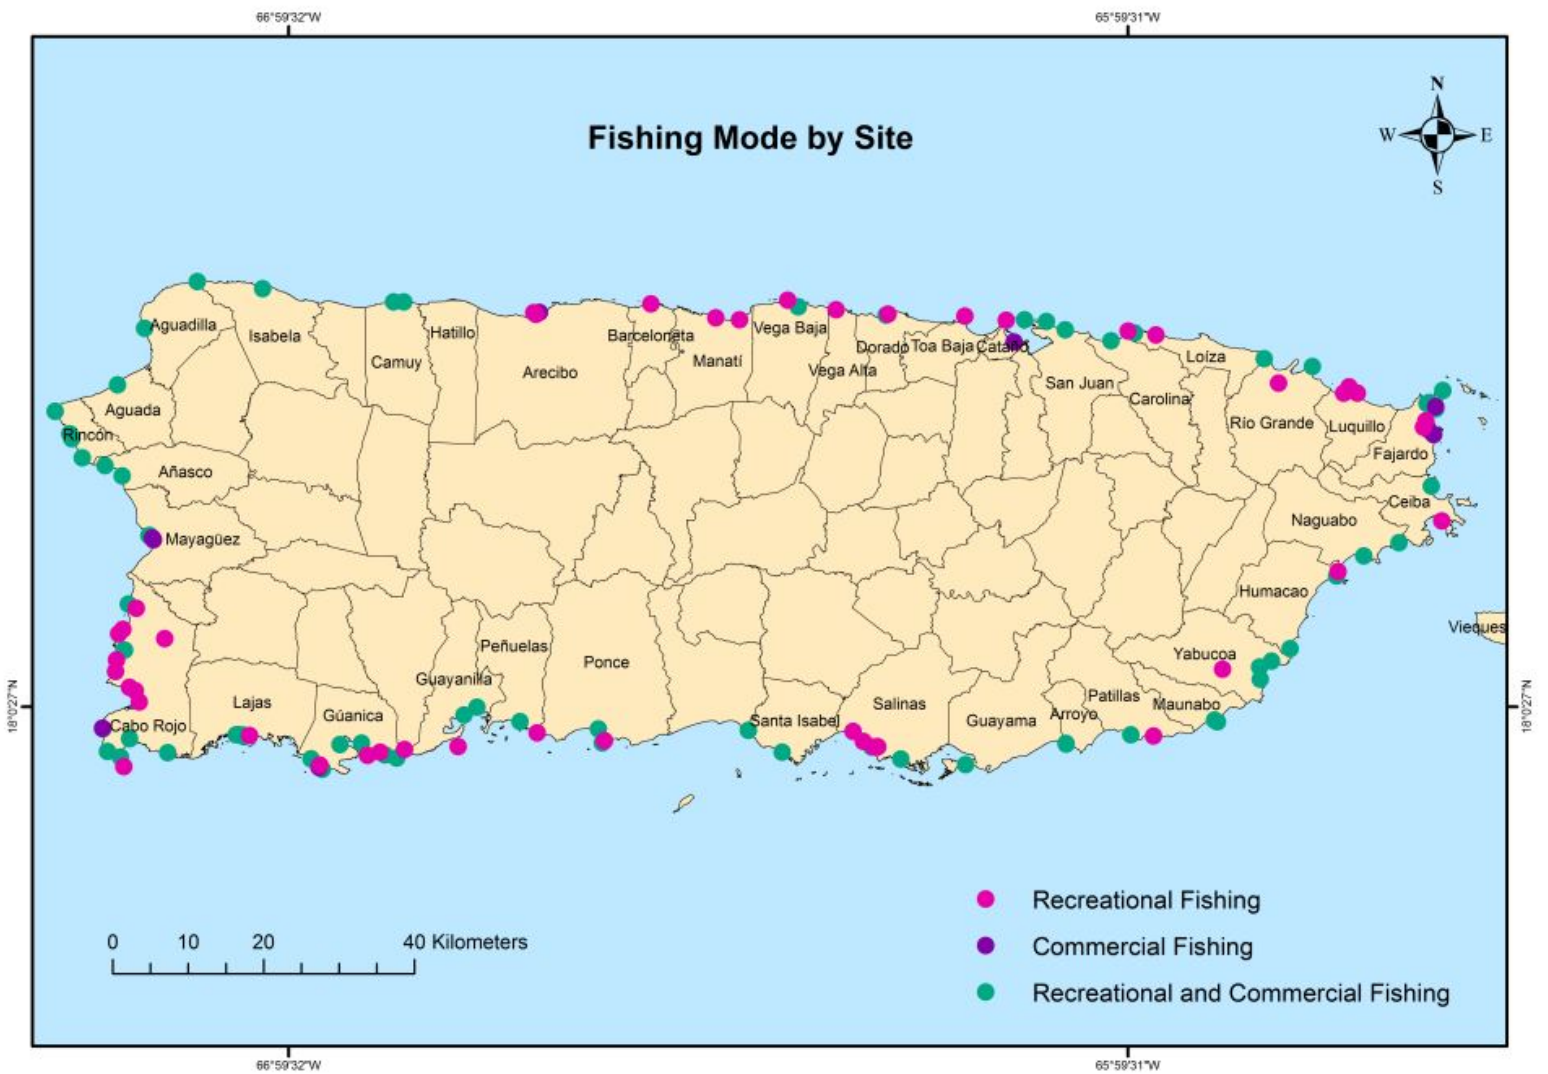 66°59'32"W
65°59'31"W
Fishing Mode by Site
N
W
E
S
Aguadilla
Isabela
Camuy
Hatillo
Arecibo
Barceloneta
Manatí
Vega Baja
Vega Alta
Dorado
Toa Baja
Cataño
San Juan
Carolina
Loíza
Río Grande
Luquillo
Fajardo
Ceiba
Naguabo
Humacao
Vieques
Aguada
Rincón
Añasco
Mayagüez
Yabucoa
Maunabo
Patillas
Arroyo
Guayama
Salinas
Santa Isabel
Ponce
Peñuelas
Guayanilla
Gúanica
Lajas
Cabo Rojo
18°0'27"N
18°0'27"N
0 10 20 40 Kilometers
Recreational Fishing
Commercial Fishing
Recreational and Commercial Fishing
66°59'32"W
65°59'31"W